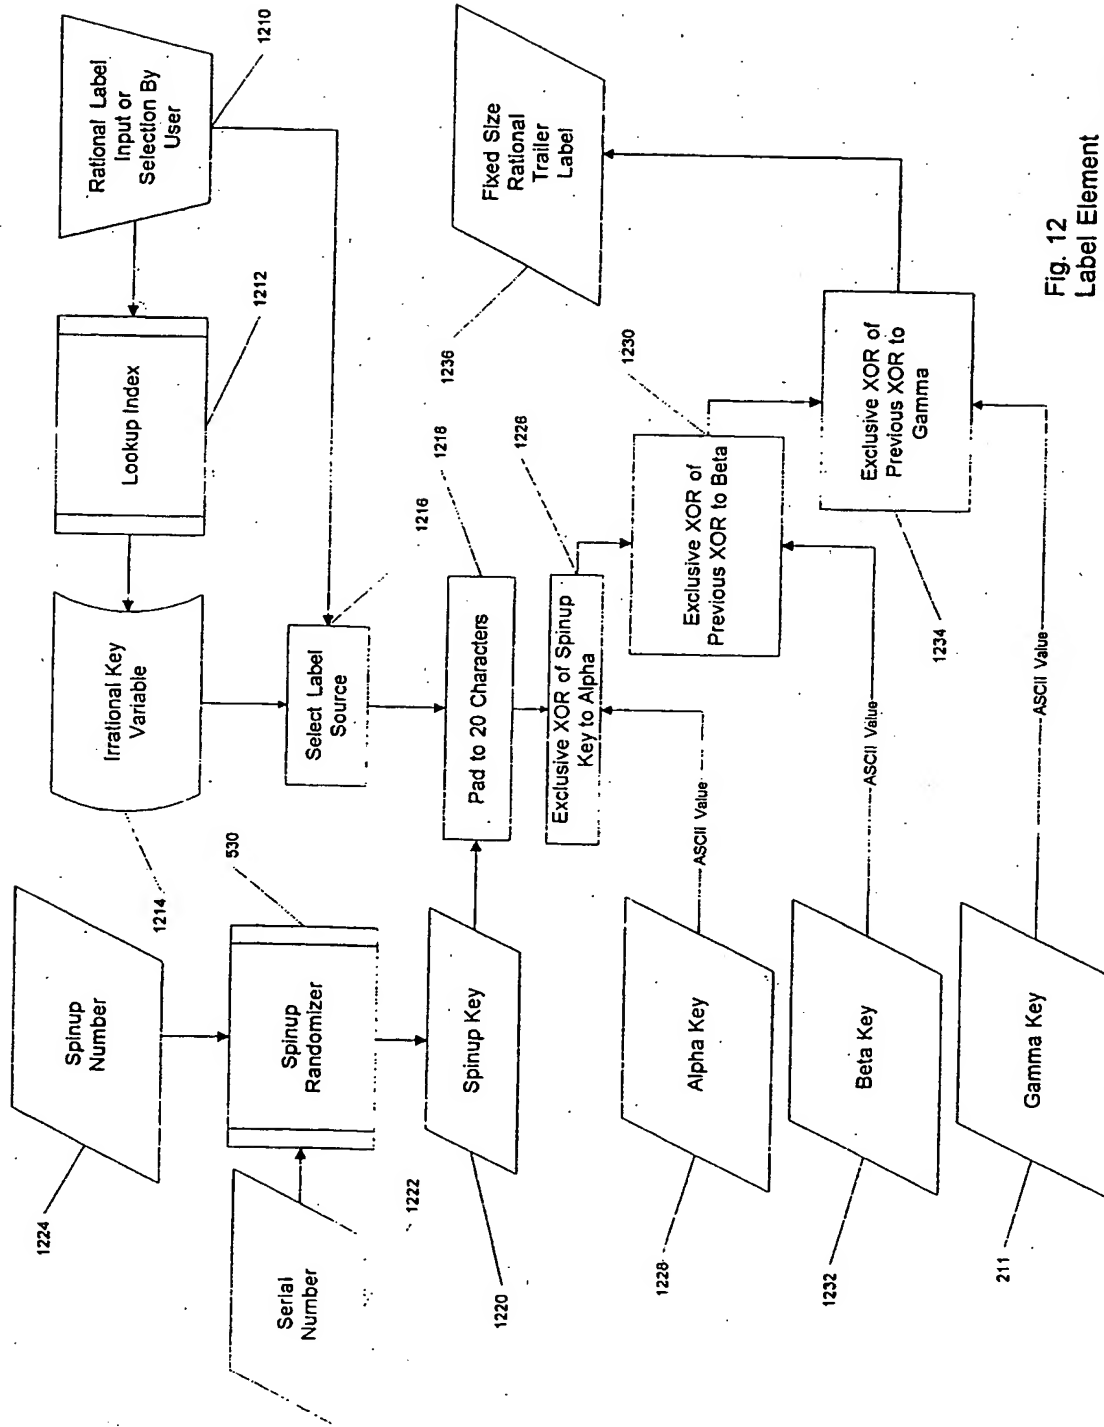 Rational Label
Input or
Selection By
User
1210
Lookup Index
1212
Irrational Key
Variable
1214
Select Label
Source
1216
Spinup
Number
1224
Spinup
Randomizer
530
Serial
Number
1222
Spinup Key
1220
Pad to 20 Characters
1218
Exclusive XOR of Spinup
Key to Alpha
1226
Alpha Key
1228
ASCII Value
Exclusive XOR of
Previous XOR to Beta
1230
Beta Key
1232
ASCII Value
Exclusive XOR of
Previous XOR to
Gamma
1234
Gamma Key
211
ASCII Value
Fixed Size
Rational
Trailer
Label
1236
Fig. 12
Label Element